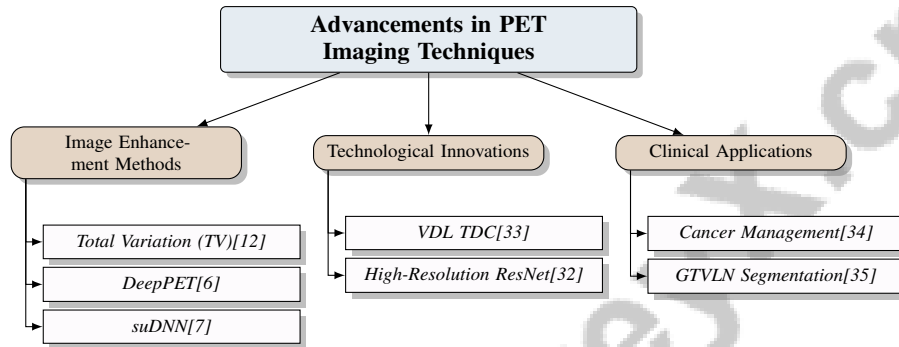 Advancements in PET
Imaging Techniques
Image Enhance-
ment Methods
Technological Innovations
Clinical Applications
Total Variation (TV)[12]
DeepPET[6]
suDNN[7]
VDL TDC[33]
High-Resolution ResNet[32]
Cancer Management[34]
GTVLN Segmentation[35]